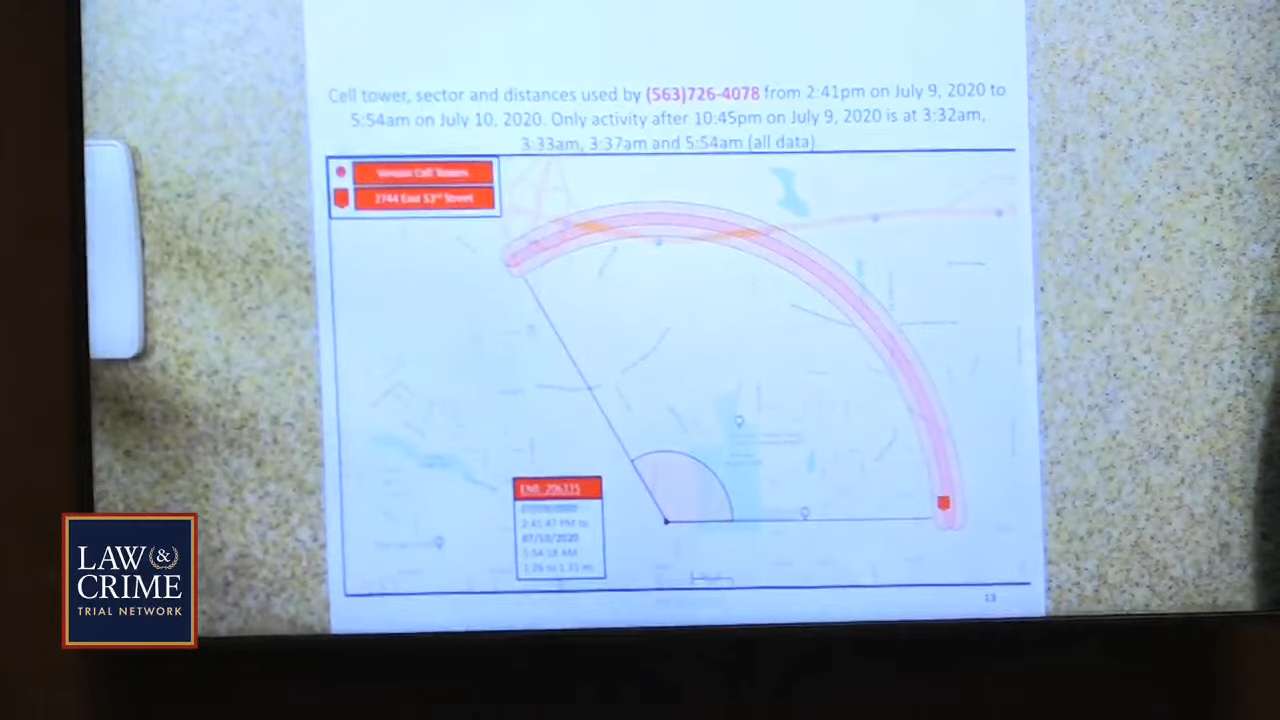 Cell tower, sector and distances used by (563)726-4078 from 2:41pm on July 9, 2020 to
5:54am on July 10, 2020. Only activity after 10:45pm on July 9, 2020 is at 3:32am,
3:33am, 3:37am and 5:54am (all data)
Verizon Cell Towers
2744 East 53rd Street
2:41:47 PM to
07/10/2020
5:54:18 AM
13
LAW &
CRIME
TRIAL NETWORK